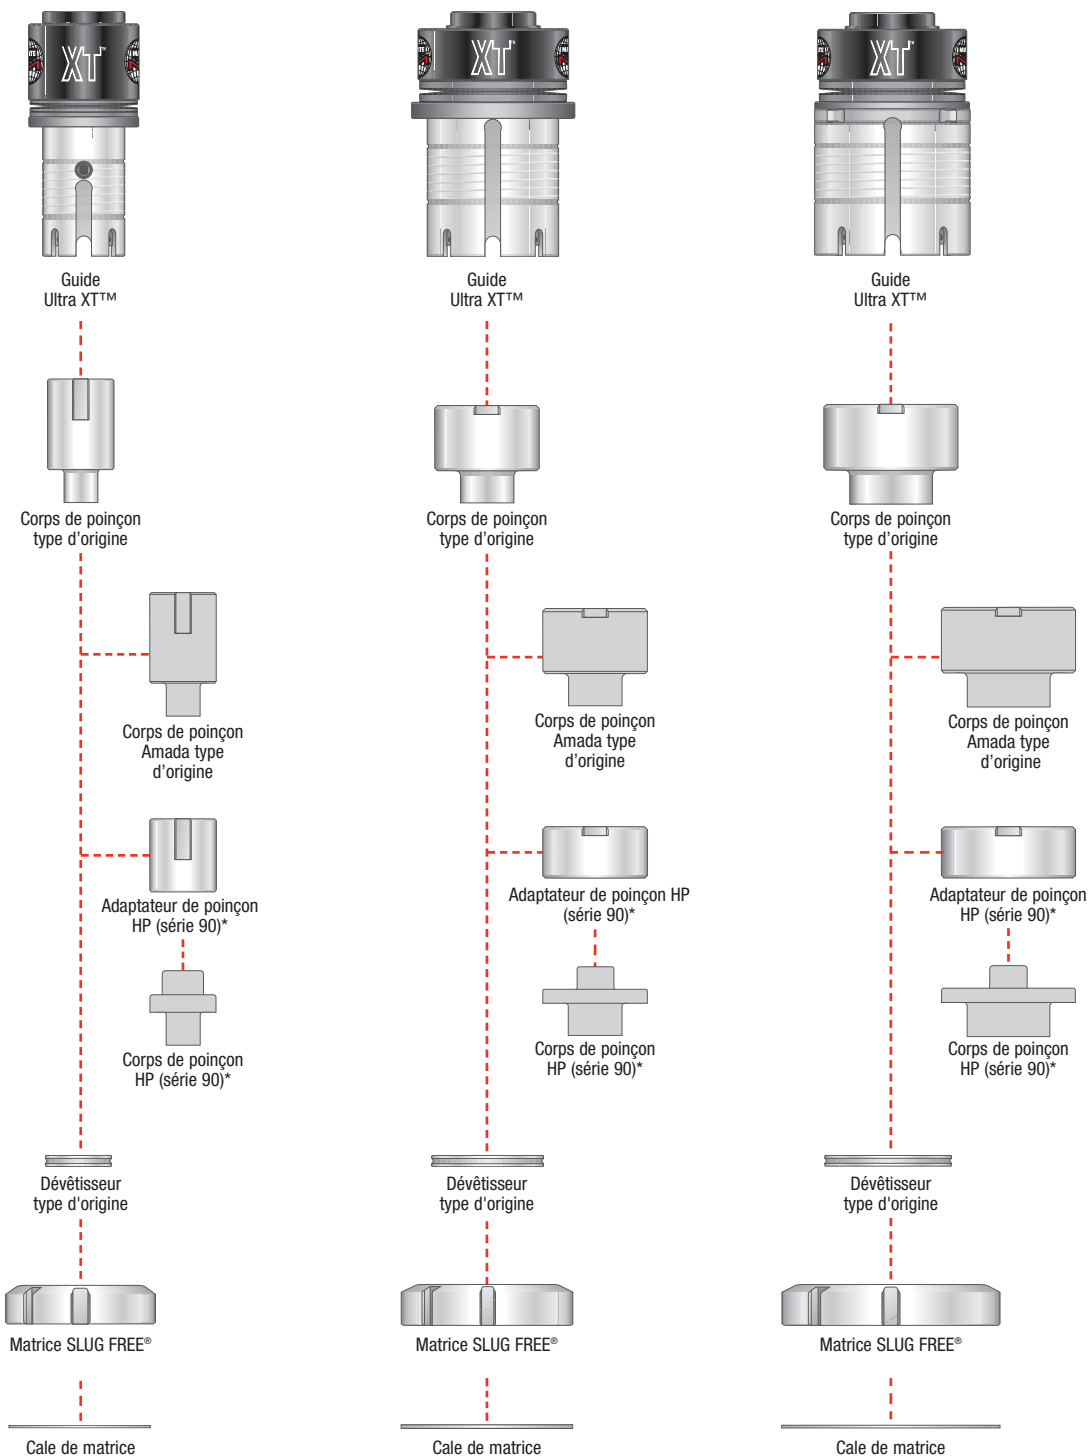 XT™
XT™
XT™
Guide
Ultra XT™
Guide
Ultra XT™
Guide
Ultra XT™
Corps de poinçon
type d’origine
Corps de poinçon
type d’origine
Corps de poinçon
type d’origine
Corps de poinçon
Amada type
d’origine
Corps de poinçon
Amada type
d’origine
Corps de poinçon
Amada type
d’origine
Adaptateur de poinçon
HP (série 90)*
Adaptateur de poinçon HP
(série 90)*
Adaptateur de poinçon
HP (série 90)*
Corps de poinçon
HP (série 90)*
Corps de poinçon
HP (série 90)*
Corps de poinçon
HP (série 90)*
Dévêtisseur
type d'origine
Dévêtisseur
type d'origine
Dévêtisseur
type d'origine
Matrice SLUG FREE®
Matrice SLUG FREE®
Matrice SLUG FREE®
Cale de matrice
Cale de matrice
Cale de matrice